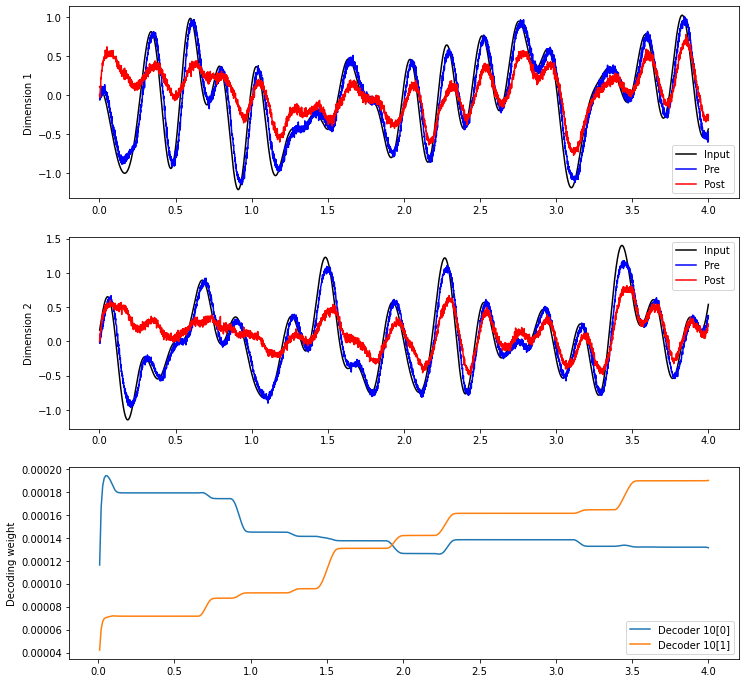 1.0
0.5
0.0
−0.5
−1.0
Dimension 1
Input
Pre
Post
0.0 0.5 1.0 1.5 2.0 2.5 3.0 3.5 4.0
1.5
1.0
0.5
0.0
−0.5
−1.0
Dimension 2
Input
Pre
Post
0.0 0.5 1.0 1.5 2.0 2.5 3.0 3.5 4.0
0.00020
0.00018
0.00016
0.00014
0.00012
0.00010
0.00008
0.00006
0.00004
Decoding weight
Decoder 10[0]
Decoder 10[1]
0.0 0.5 1.0 1.5 2.0 2.5 3.0 3.5 4.0